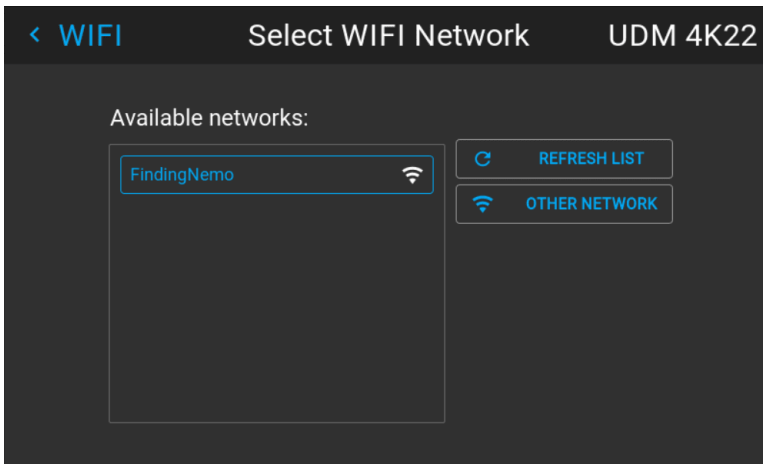 WIFI Select WIFI Network UDM 4K22
Available networks:
FindingNemo
REFRESH LIST
OTHER NETWORK